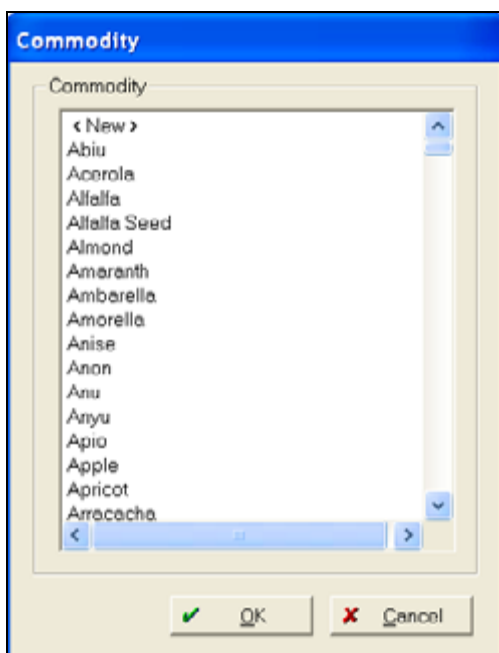 Commodity
Commodity
< New >
Abiu
Acerola
Alfalfa
Alfalfa Seed
Almond
Amaranth
Ambarella
Amorella
Anise
Anon
Anu
Anyu
Apio
Apple
Apricot
Arracacha
OK
Cancel